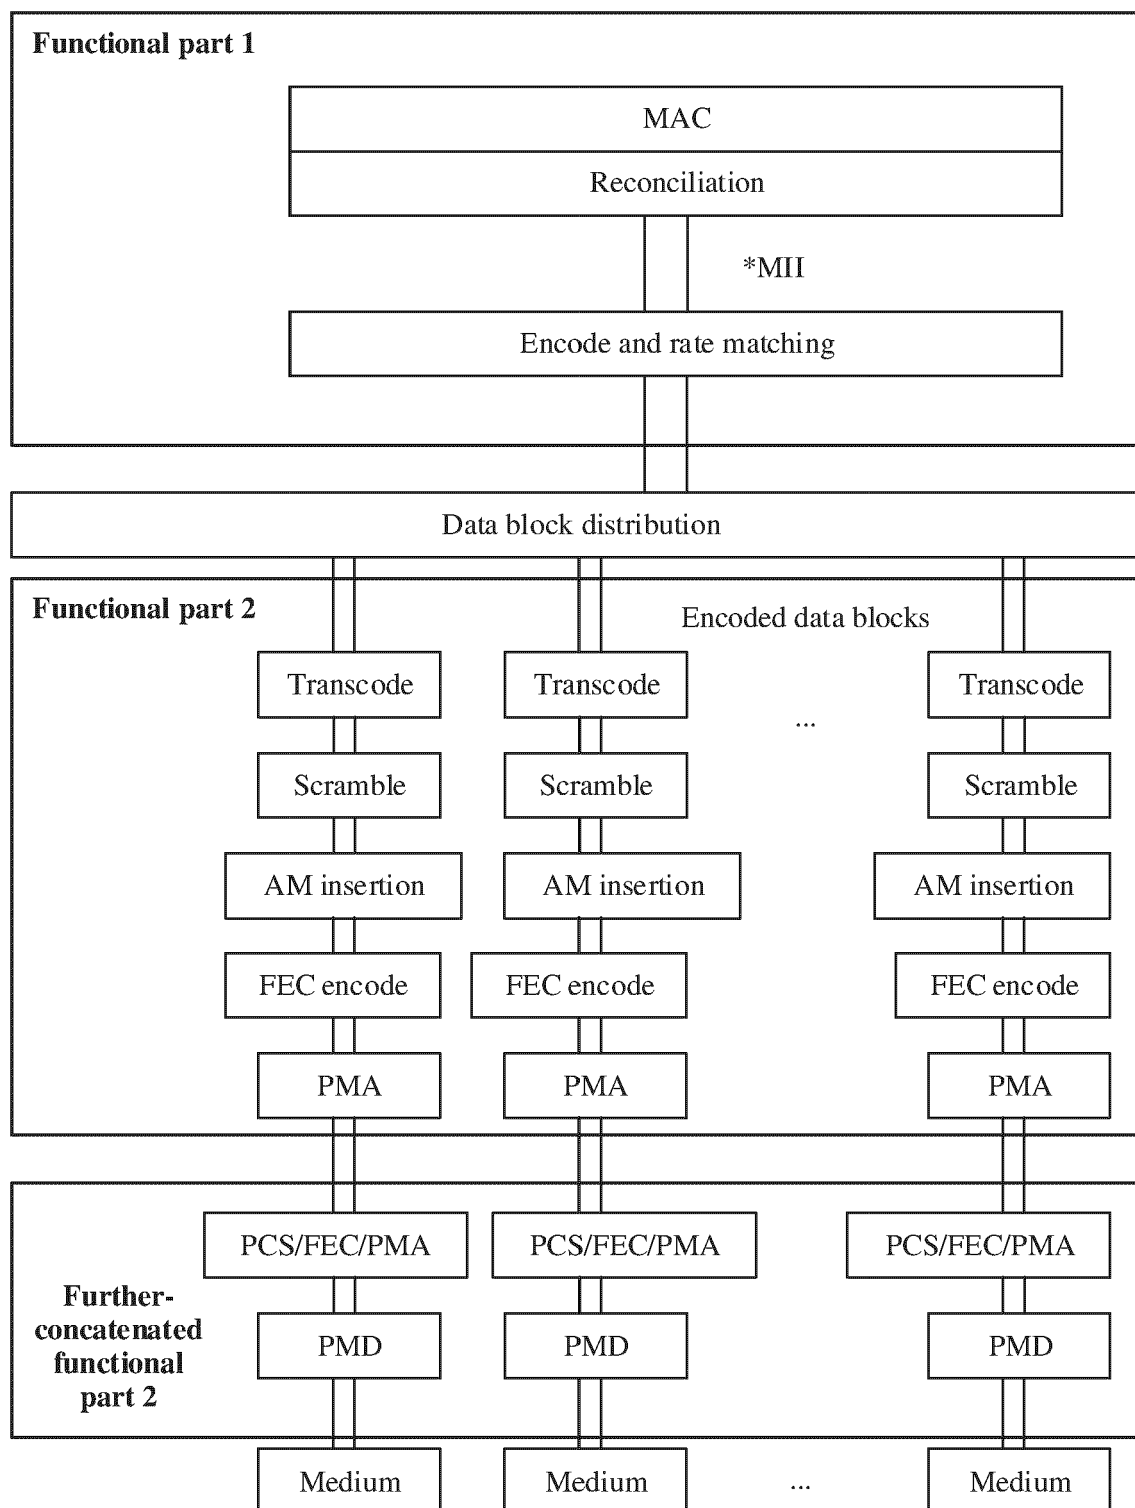 Functional part 1
MAC
Reconciliation
*MII
Encode and rate matching
Data block distribution
Functional part 2
Encoded data blocks
Transcode Transcode ... Transcode
Scramble Scramble Scramble
AM insertion AM insertion AM insertion
FEC encode FEC encode FEC encode
PMA PMA PMA
PCS/FEC/PMA PCS/FEC/PMA PCS/FEC/PMA
Further-
concatenated
functional
part 2
PMD PMD PMD
Medium Medium ... Medium